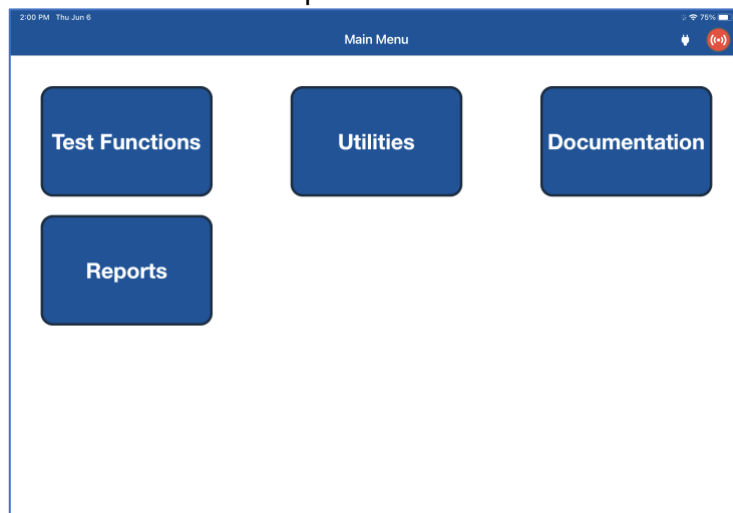 2:00 PM Thu Jun 6
75%
Main Menu
Test Functions
Utilities
Documentation
Reports